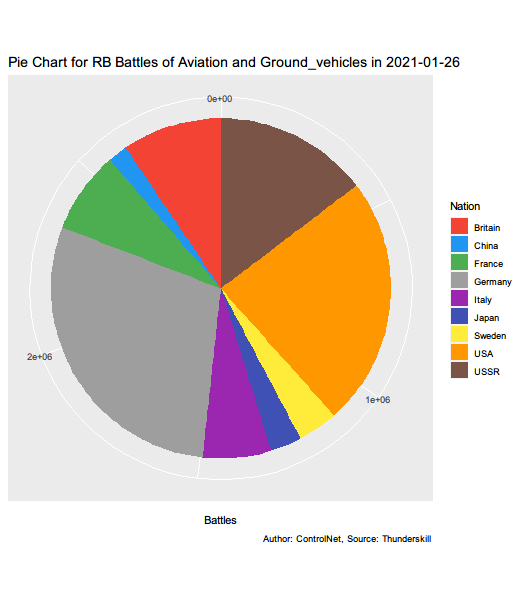 Pie Chart for RB Battles of Aviation and Ground_vehicles in 2021-01-26
0e+00
Nation
Britain
China
France
Germany
Italy
Japan
Sweden
USA
USSR
2e+06
1e+06
Battles
Author: ControlNet, Source: Thunderskill